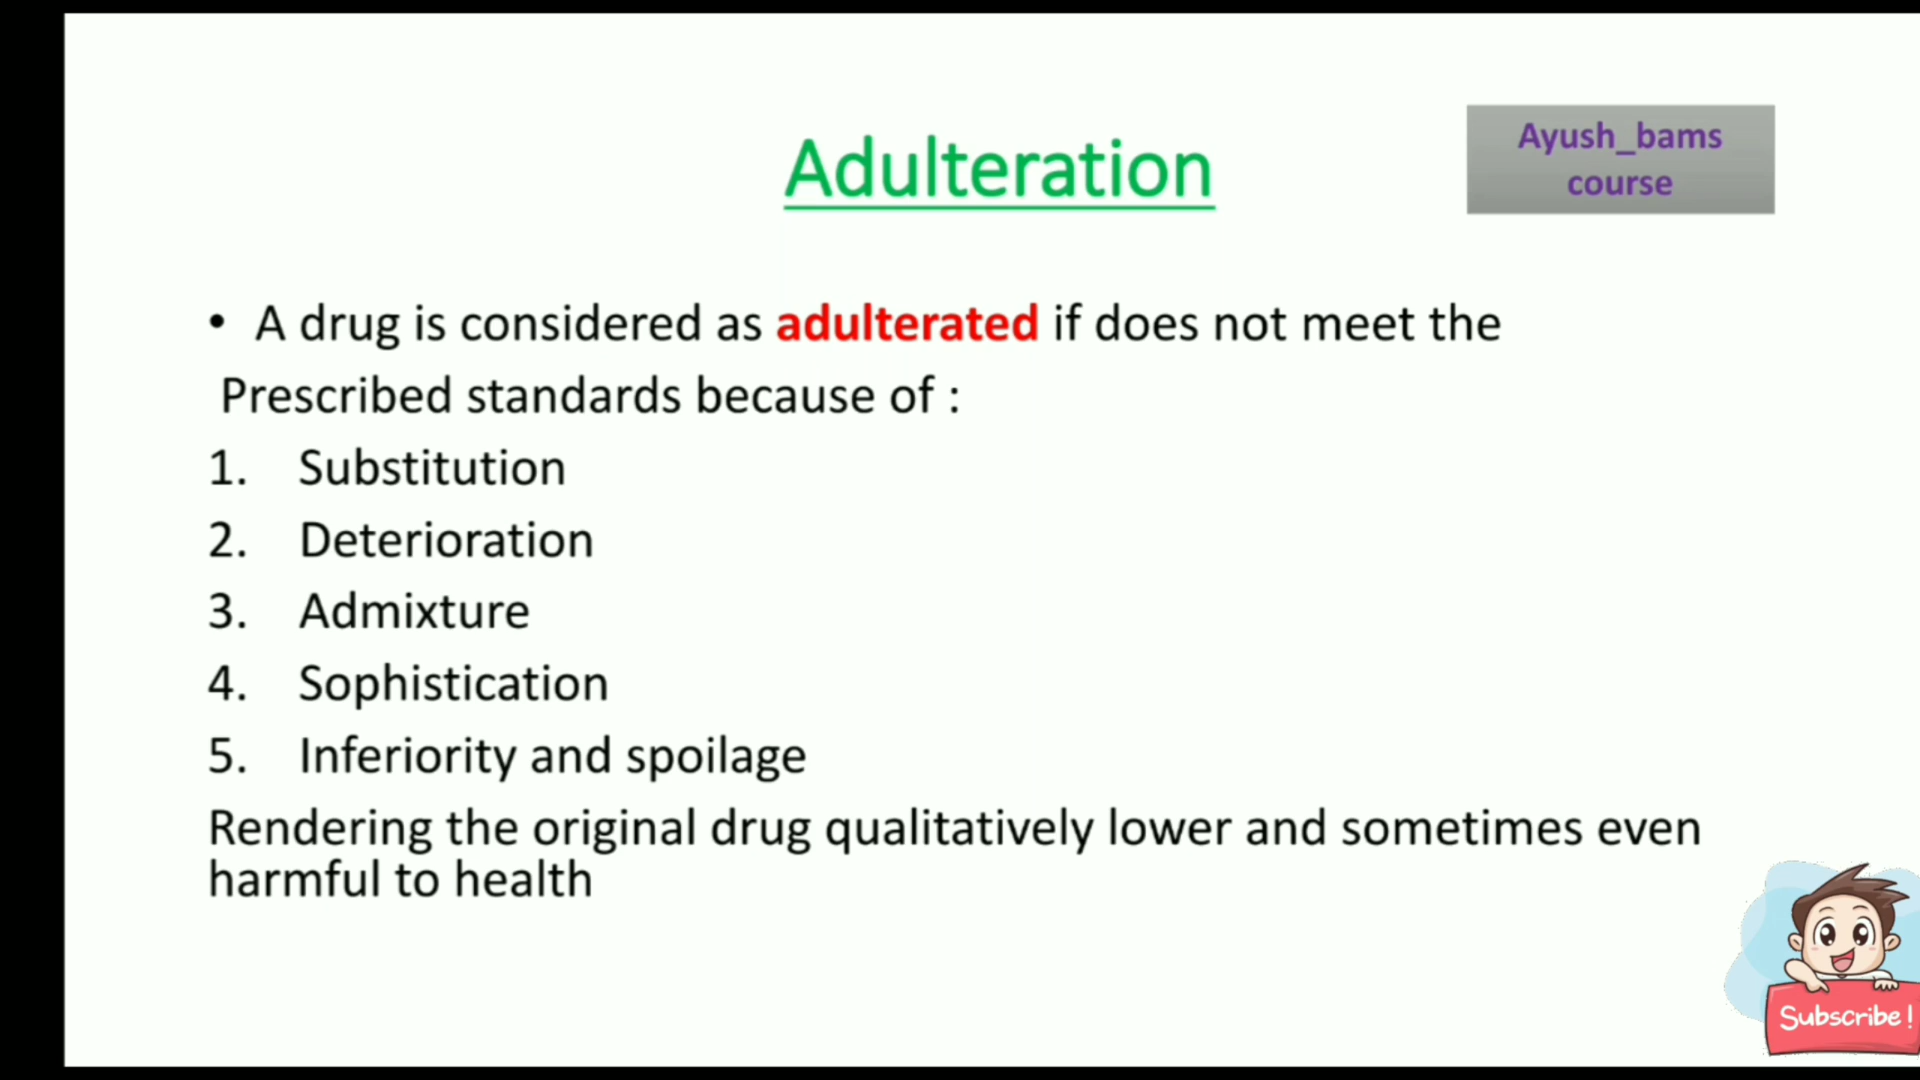 Adulteration
Ayush_bams
course
• A drug is considered as adulterated if does not meet the
Prescribed standards because of :
1. Substitution
2. Deterioration
3. Admixture
4. Sophistication
5. Inferiority and spoilage
Rendering the original drug qualitatively lower and sometimes even
harmful to health
Subscribe!